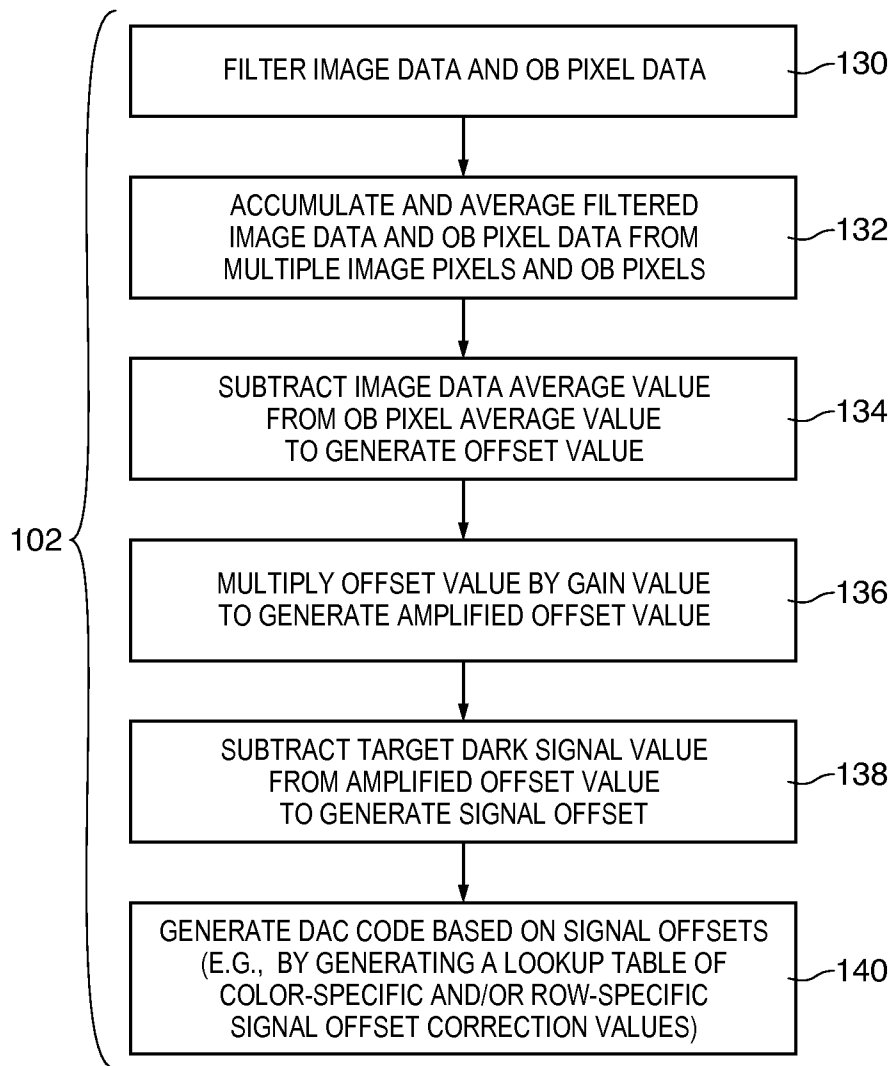 FILTER IMAGE DATA AND OB PIXEL DATA
130
ACCUMULATE AND AVERAGE FILTERED
IMAGE DATA AND OB PIXEL DATA FROM
MULTIPLE IMAGE PIXELS AND OB PIXELS
132
SUBTRACT IMAGE DATA AVERAGE VALUE
FROM OB PIXEL AVERAGE VALUE
TO GENERATE OFFSET VALUE
134
102
MULTIPLY OFFSET VALUE BY GAIN VALUE
TO GENERATE AMPLIFIED OFFSET VALUE
136
SUBTRACT TARGET DARK SIGNAL VALUE
FROM AMPLIFIED OFFSET VALUE
TO GENERATE SIGNAL OFFSET
138
GENERATE DAC CODE BASED ON SIGNAL OFFSETS
(E.G., BY GENERATING A LOOKUP TABLE OF
COLOR-SPECIFIC AND/OR ROW-SPECIFIC
SIGNAL OFFSET CORRECTION VALUES)
140